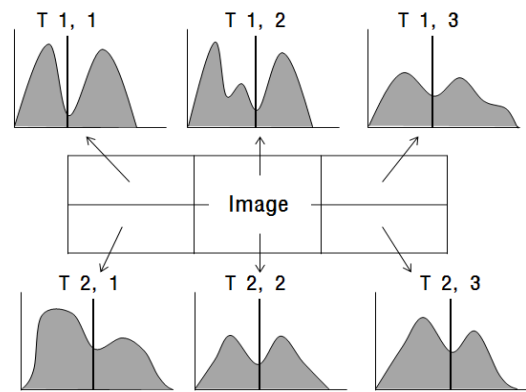 T 1, 1
T 1, 2
T 1, 3
Image
T 2, 1
T 2, 2
T 2, 3